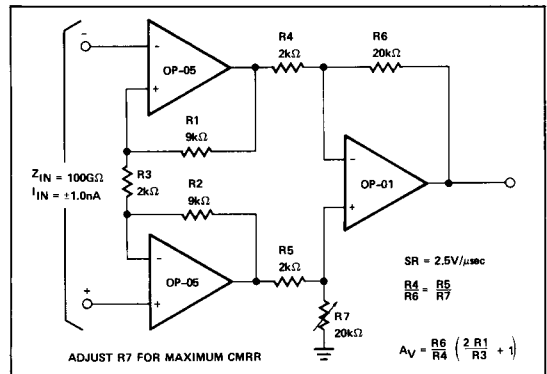 −
−
OP-05
+
R4
2kΩ
R6
20kΩ
R1
9kΩ
Z_IN = 100GΩ
I_IN = ±1.0nA
R3
2kΩ
R2
9kΩ
−
OP-01
+
−
OP-05
+
+
R5
2kΩ
R7
20kΩ
SR = 2.5V/μsec
R4/R6 = R5/R7
A_V = R6/R4 (2 R1/R3 + 1)
ADJUST R7 FOR MAXIMUM CMRR